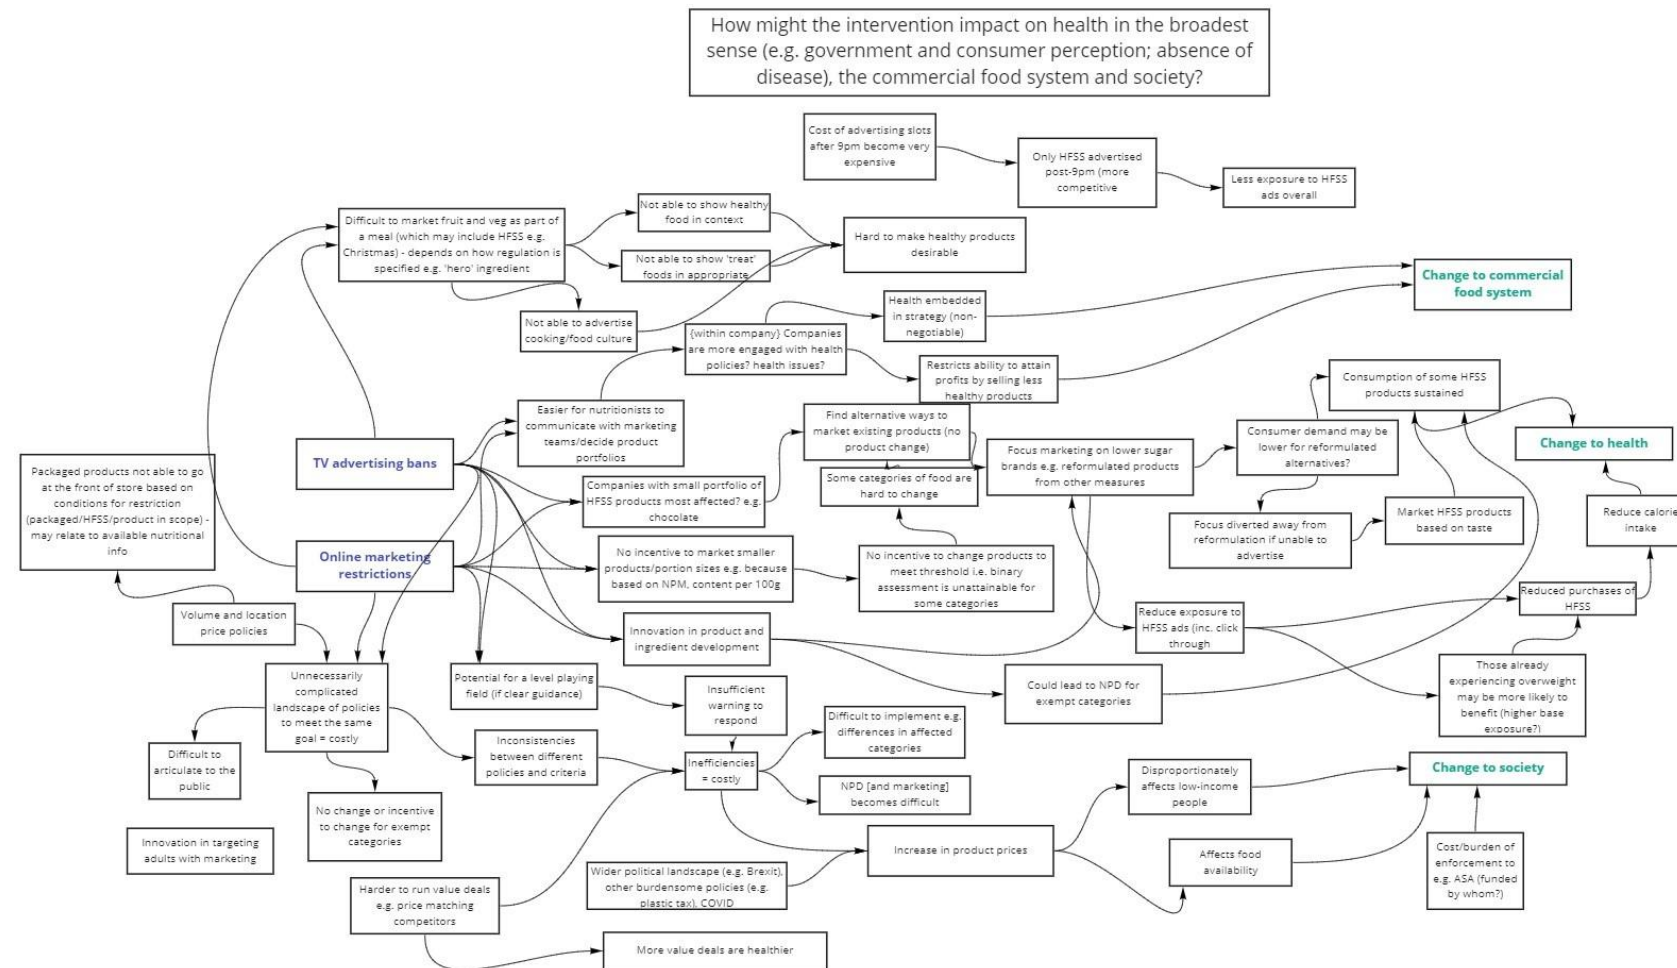 How might the intervention impact on health in the broadest
sense (e.g. government and consumer perception; absence of
disease), the commercial food system and society?
Cost of advertising slots
after 9pm become very
expensive
Only HFSS advertised
post-9pm (more
competitive
Less exposure to HFSS
ads overall
Difficult to market fruit and veg as part of
a meal (which may include HFSS e.g.
Christmas) - depends on how regulation is
specified e.g. 'hero' ingredient
Not able to show healthy
food in context
Not able to show 'treat'
foods in appropriate
Hard to make healthy products
desirable
Not able to advertise
cooking/food culture
{within company} Companies
are more engaged with health
policies? health issues?
Health embedded
in strategy (non-
negotiable)
Restricts ability to attain
profits by selling less
healthy products
Change to commercial
food system
Consumption of some HFSS
products sustained
Easier for nutritionists to
communicate with marketing
teams/decide product
portfolios
Find alternative ways to
market existing products (no
product change)
Some categories of food are
hard to change
Focus marketing on lower sugar
brands e.g. reformulated products
from other measures
Consumer demand may be
lower for reformulated
alternatives?
Change to health
TV advertising bans
Packaged products not able to go
at the front of store based on
conditions for restriction
(packaged/HFSS/product in scope) -
may relate to available nutritional
info
Companies with small portfolio of
HFSS products most affected? e.g.
chocolate
Focus diverted away from
reformulation if unable to
advertise
Market HFSS products
based on taste
Reduce calorie
intake
Online marketing
restrictions
No incentive to market smaller
products/portion sizes e.g. because
based on NPM, content per 100g
No incentive to change products to
meet threshold i.e. binary
assessment is unattainable for
some categories
Volume and location
price policies
Innovation in product and
ingredient development
Reduce exposure to
HFSS ads (inc. click
through
Reduced purchases of
HFSS
Unnecessarily
complicated
landscape of policies
to meet the same
goal = costly
Potential for a level playing
field (if clear guidance)
Insufficient
warning to
respond
Could lead to NPD for
exempt categories
Those already
experiencing overweight
may be more likely to
benefit (higher base
exposure?)
Difficult to
articulate to the
public
Inconsistencies
between different
policies and criteria
Inefficiencies
= costly
Difficult to implement e.g.
differences in affected
categories
NPD [and marketing]
becomes difficult
Disproportionately
affects low-income
people
Change to society
No change or incentive
to change for exempt
categories
Innovation in targeting
adults with marketing
Increase in product prices
Affects food
availability
Cost/burden of
enforcement to
e.g. ASA (funded
by whom?)
Wider political landscape (e.g. Brexit),
other burdensome policies (e.g.
plastic tax), COVID
Harder to run value deals
e.g. price matching
competitors
More value deals are healthier